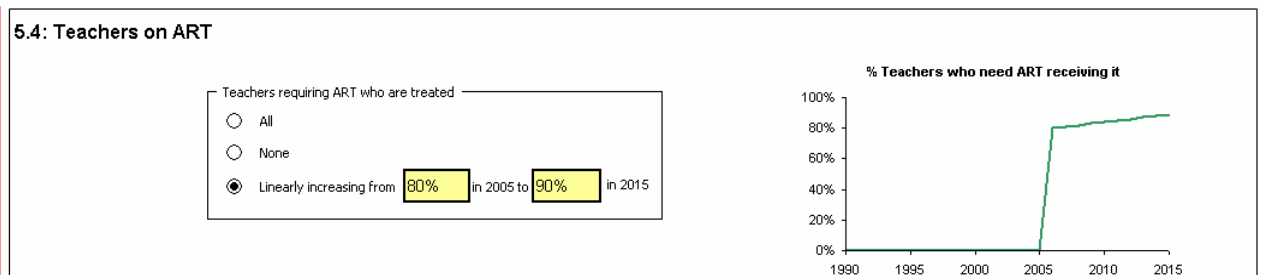 5.4: Teachers on ART
Teachers requiring ART who are treated
All
None
Linearly increasing from 80% in 2005 to 90% in 2015
% Teachers who need ART receiving it
100%
80%
60%
40%
20%
0%
1990 1995 2000 2005 2010 2015